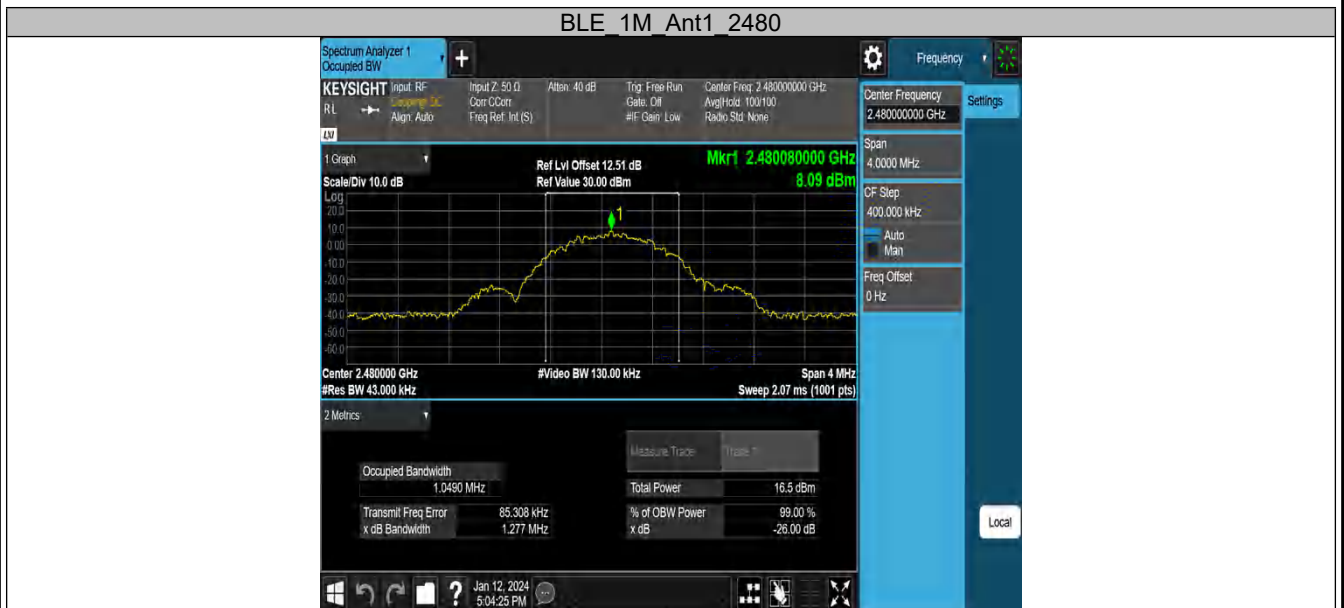 BLE_1M_Ant1_2480
Spectrum Analyzer 1
Occupied BW
+
Frequency
KEYSIGHT Input: RF
Coupling: DC
Align: Auto
RL
LXI
Input Z: 50 Ω
Corr CCorr
Freq Ref: Int (S)
Atten: 40 dB
Trig: Free Run
Gate: Off
#IF Gain: Low
Center Freq: 2.480000000 GHz
Avg|Hold: 100/100
Radio Std: None
Center Frequency
2.480000000 GHz
Settings
Span
4.0000 MHz
CF Step
400.000 kHz
Auto
Man
Freq Offset
0 Hz
1 Graph
Scale/Div 10.0 dB
Ref Lvl Offset 12.51 dB
Ref Value 30.00 dBm
Mkr1 2.480080000 GHz
8.09 dBm
Log
20.0
10.0
0.00
-10.0
-20.0
-30.0
-40.0
-50.0
-60.0
1
Center 2.480000 GHz
#Res BW 43.000 kHz
#Video BW 130.00 kHz
Span 4 MHz
Sweep 2.07 ms (1001 pts)
2 Metrics
Measure Trace Trace 1
Occupied Bandwidth
1.0490 MHz
Total Power 16.5 dBm
Transmit Freq Error 85.308 kHz
% of OBW Power 99.00 %
x dB Bandwidth 1.277 MHz
x dB -26.00 dB
Local
?
Jan 12, 2024
5:04:25 PM